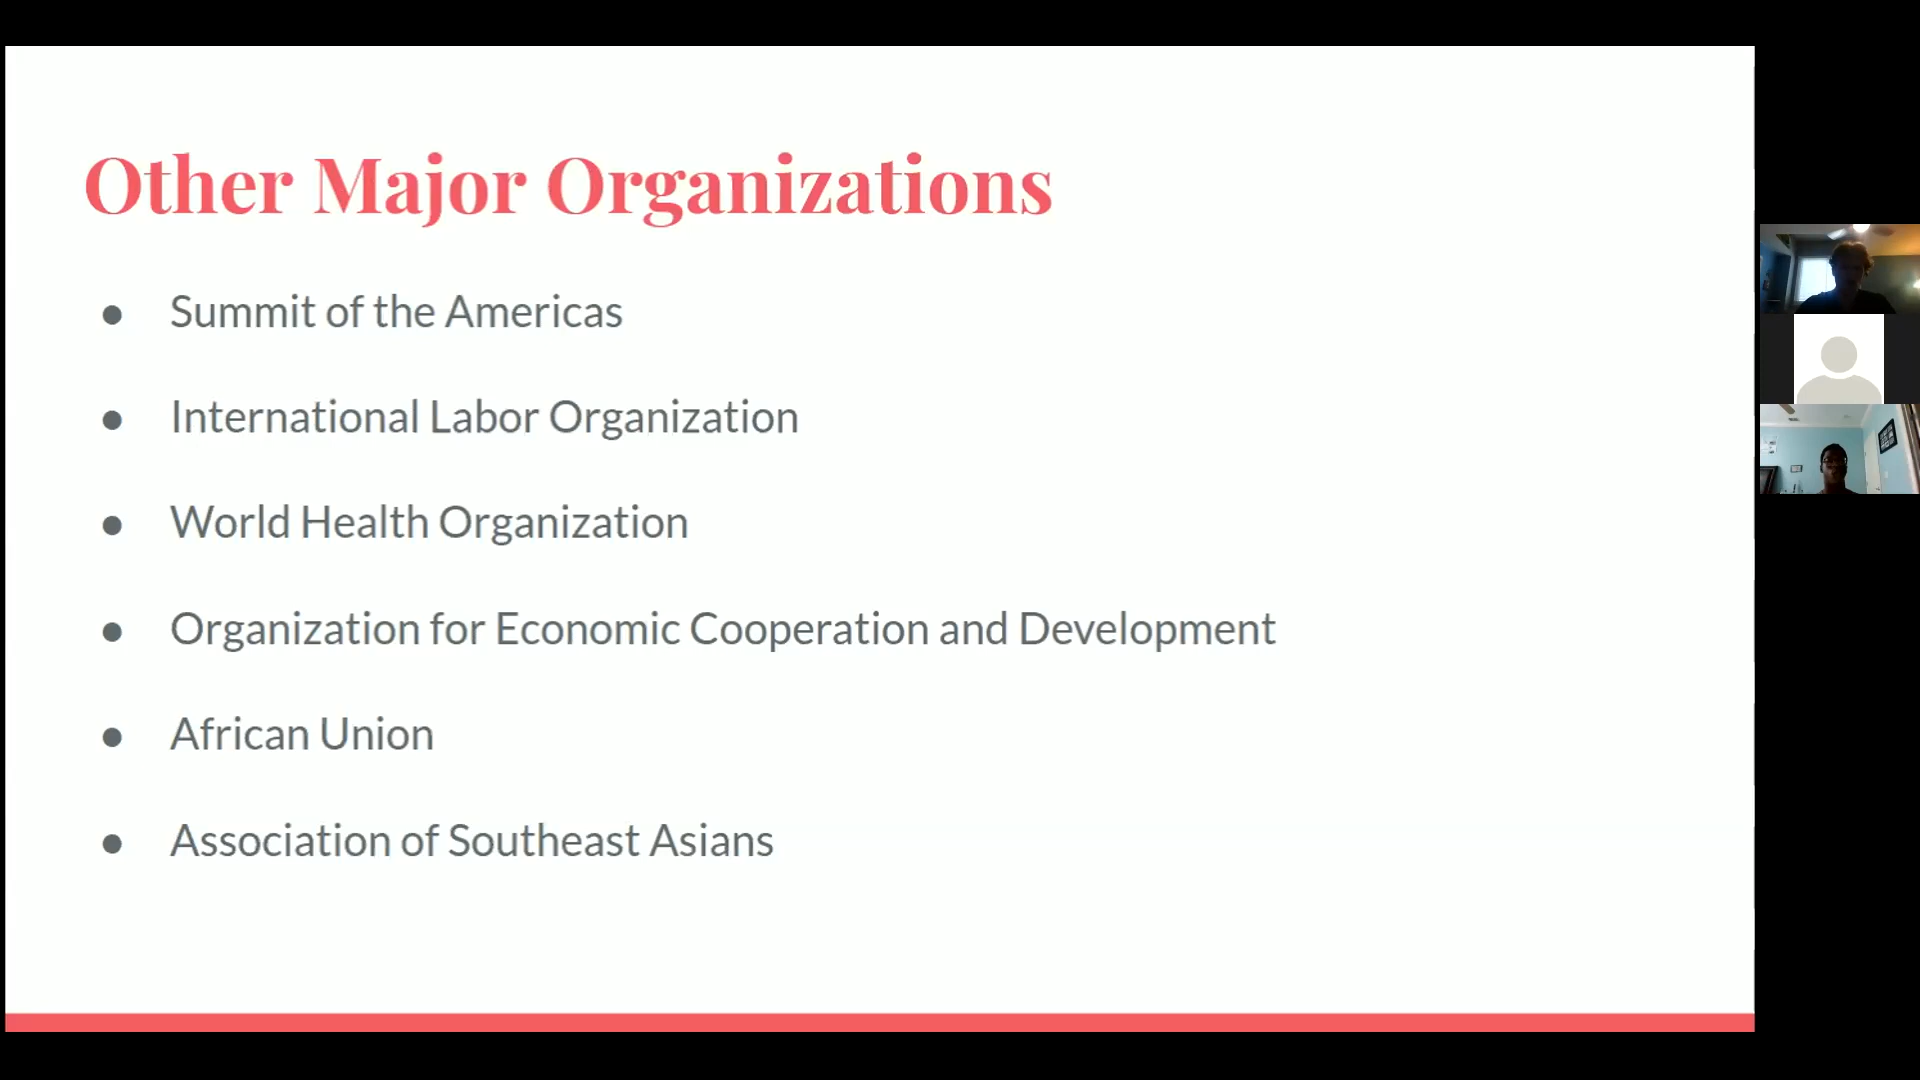 Other Major Organizations
● Summit of the Americas
● International Labor Organization
● World Health Organization
● Organization for Economic Cooperation and Development
● African Union
● Association of Southeast Asians